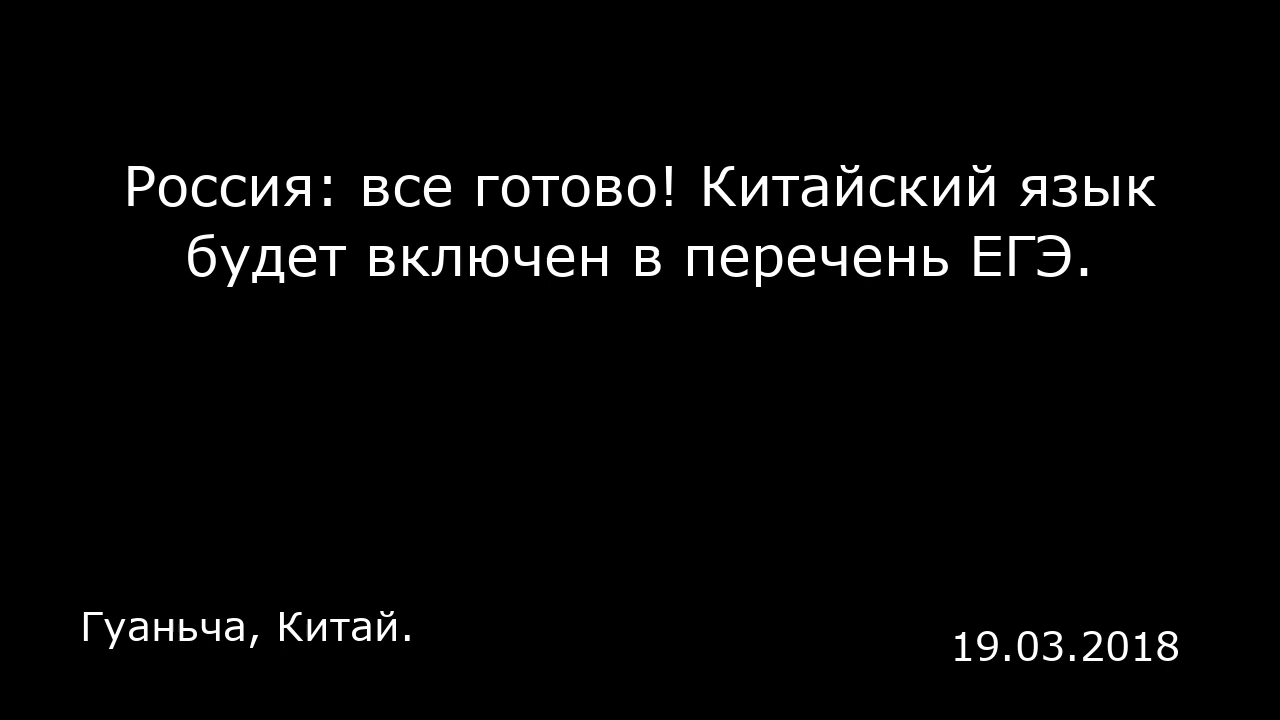 Россия: все готово! Китайский язык
будет включен в перечень ЕГЭ.
Гуаньча, Китай.
19.03.2018